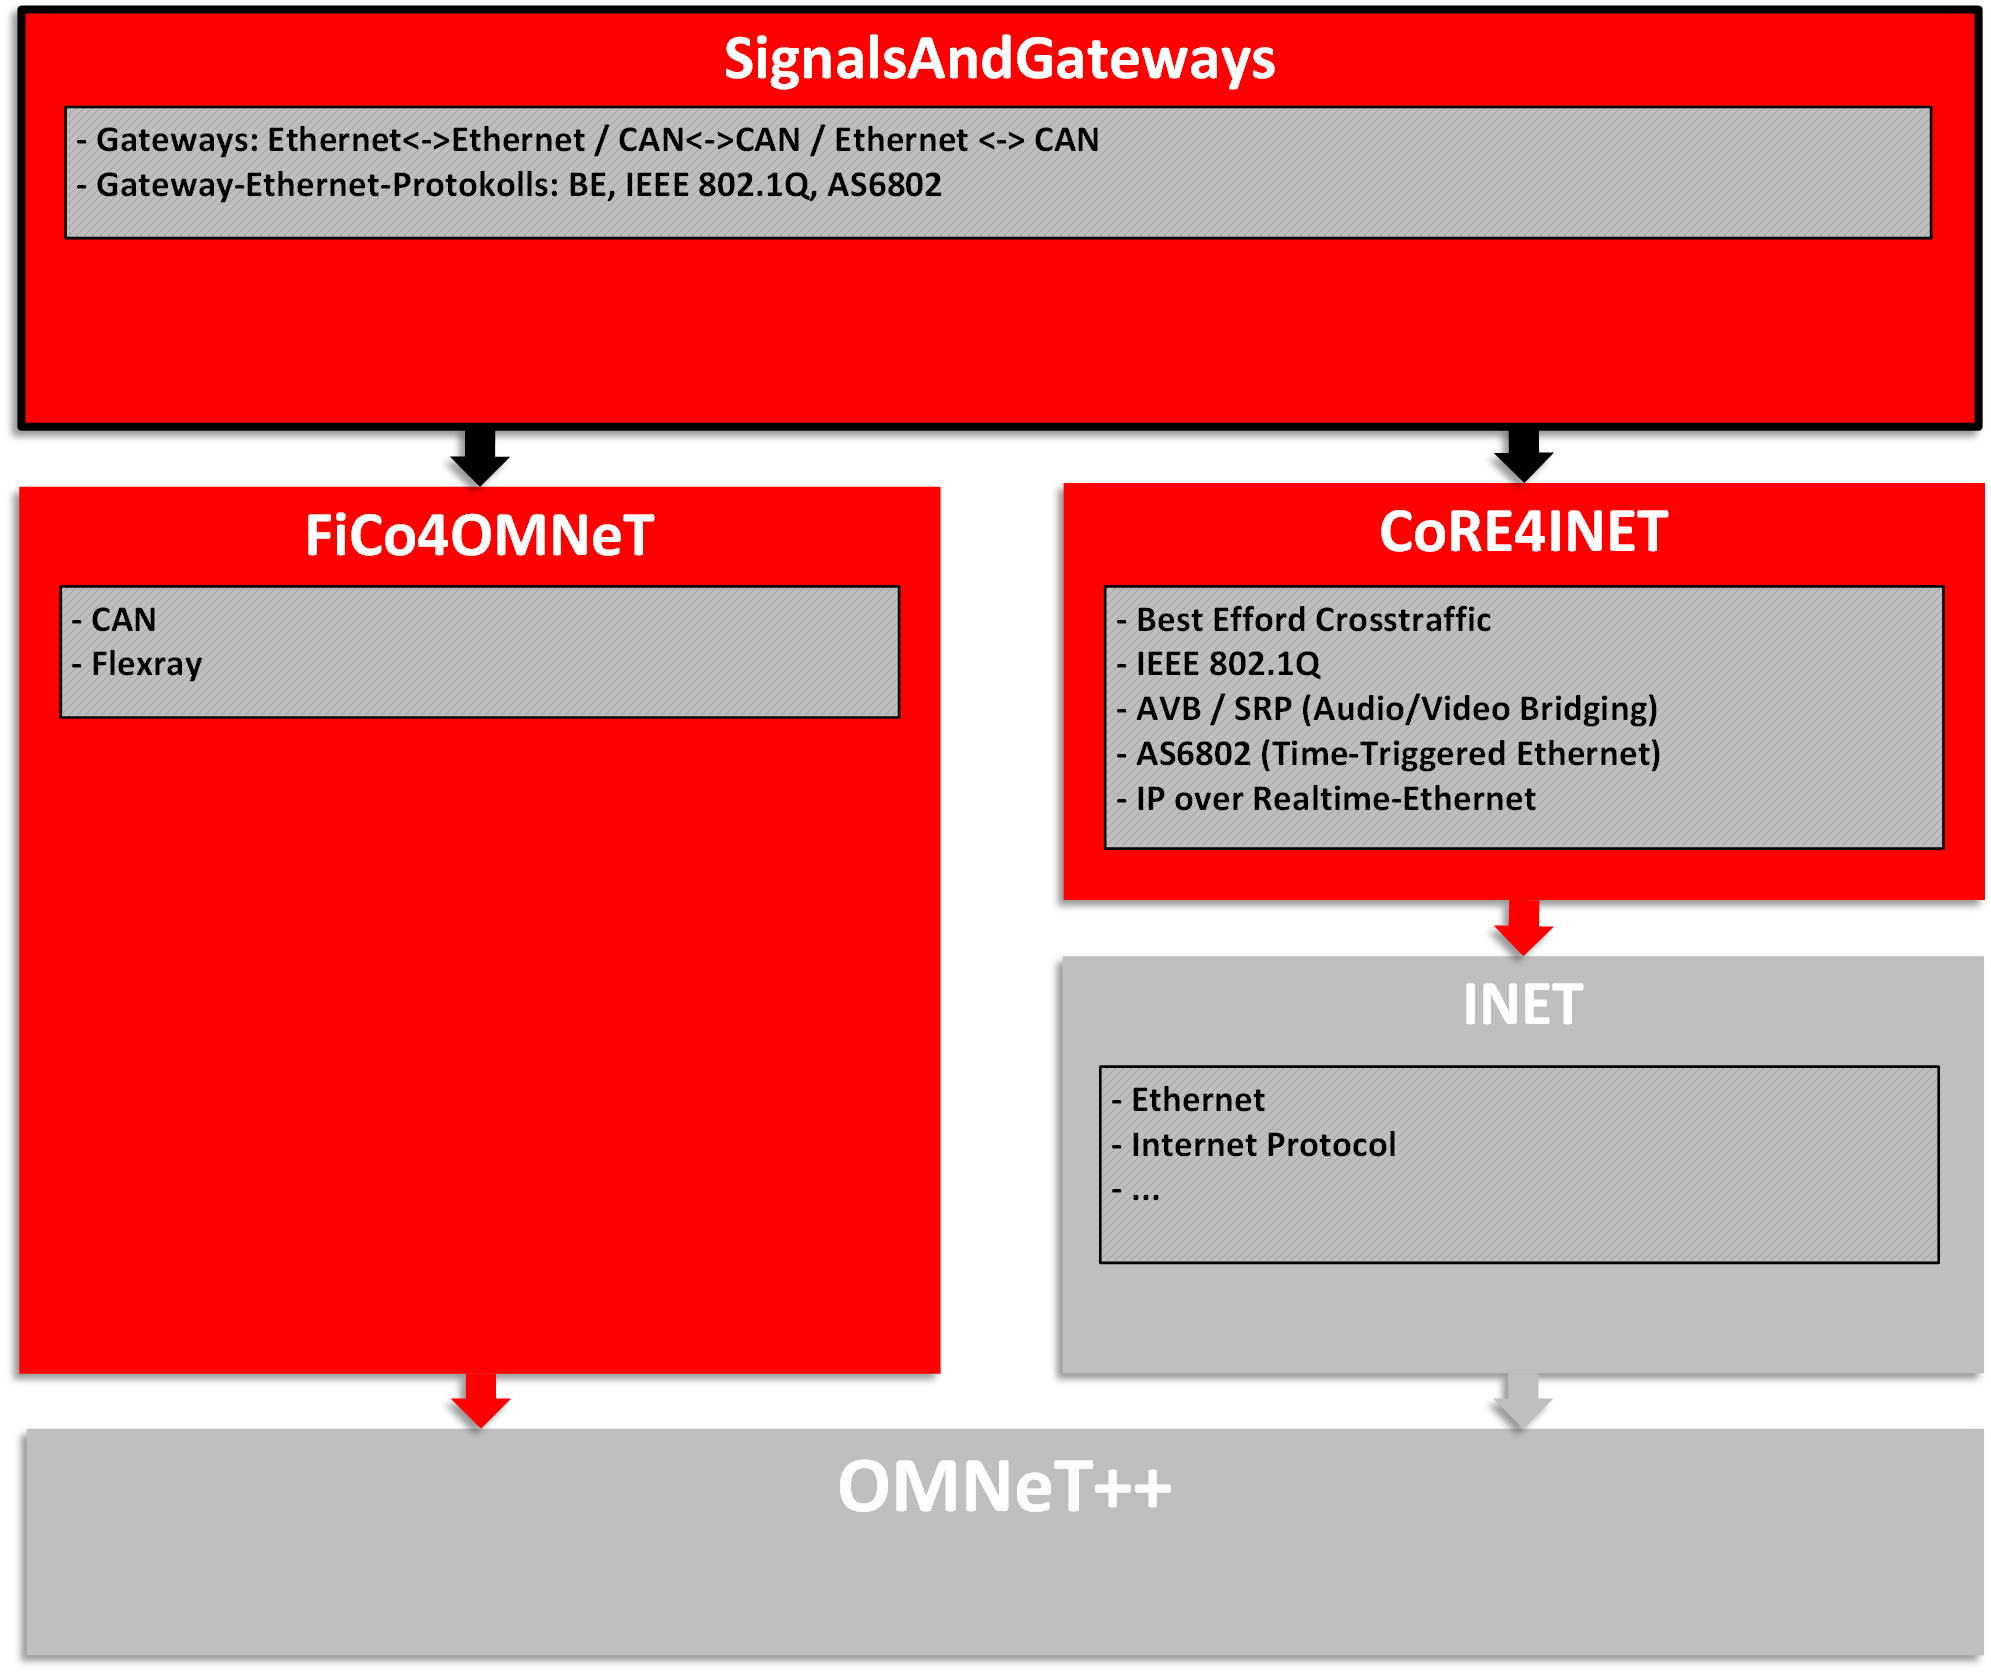 SignalsAndGateways
- Gateways: Ethernet<->Ethernet / CAN<->CAN / Ethernet <-> CAN
- Gateway-Ethernet-Protokolls: BE, IEEE 802.1Q, AS6802
FiCo4OMNeT
- CAN
- Flexray
CoRE4INET
- Best Efford Crosstraffic
- IEEE 802.1Q
- AVB / SRP (Audio/Video Bridging)
- AS6802 (Time-Triggered Ethernet)
- IP over Realtime-Ethernet
INET
- Ethernet
- Internet Protocol
- ...
OMNeT++